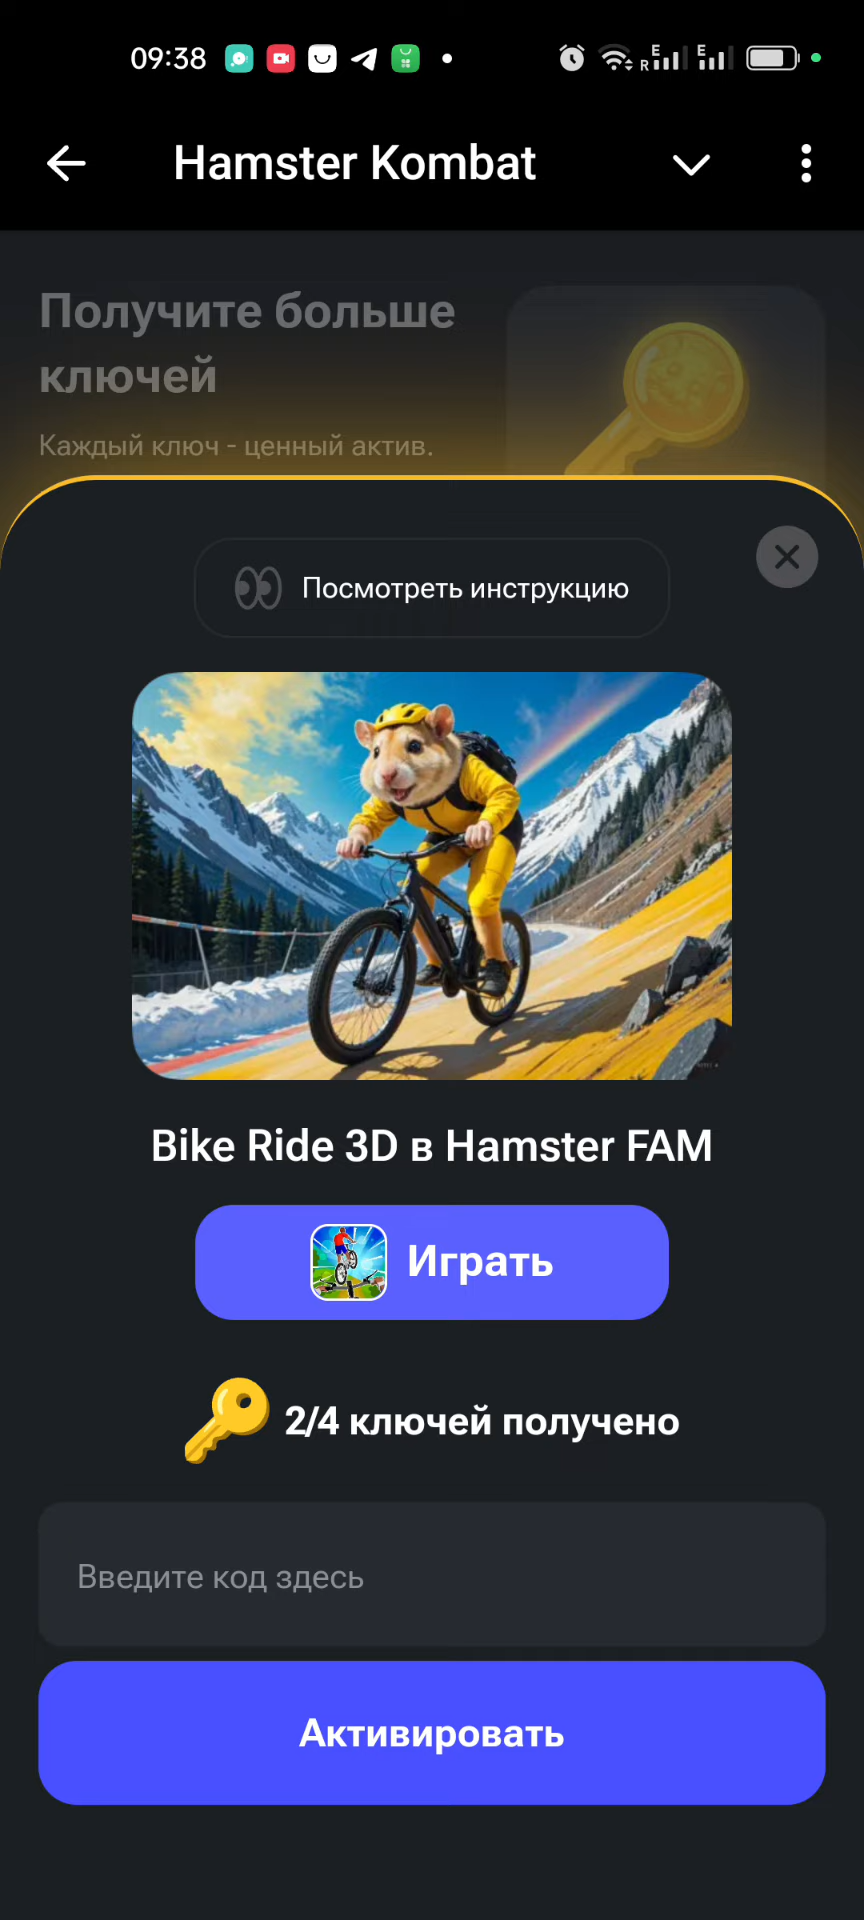 09:38
R E E
Hamster Kombat
Получите больше
ключей
Каждый ключ - ценный актив.
Посмотреть инструкцию
Bike Ride 3D в Hamster FAM
Играть
2/4 ключей получено
Введите код здесь
Активировать